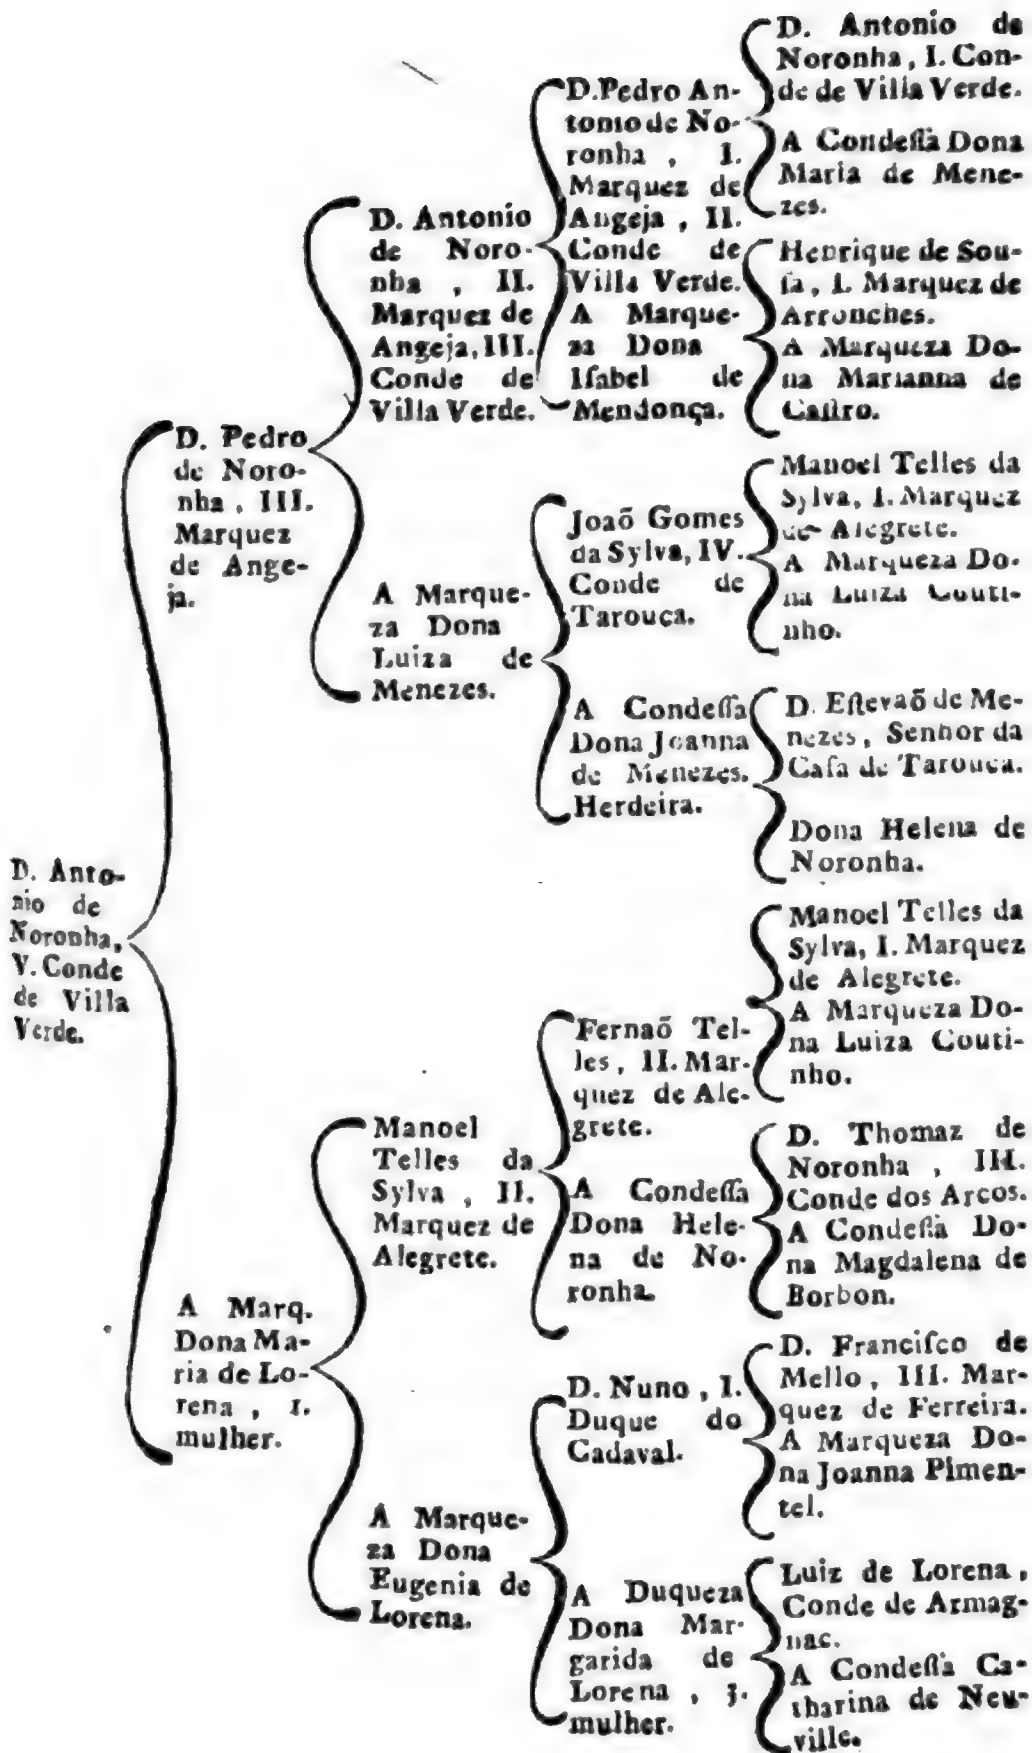 D. Anto-
nio de
Noronha,
V. Conde
de Villa
Verde.
D. Pedro
de Noro-
nha , III.
Marquez
de Ange-
ja.
A Marq.
Dona Ma-
ria de Lo-
rena , 1.
mulher.
D. Antonio
de Noro-
nha , II.
Marquez de
Angeja, III.
Conde de
Villa Verde.
A Marque-
za Dona
Luiza de
Menezes.
Manoel
Telles da
Sylva , II.
Marquez de
Alegrete.
A Marque-
za Dona
Eugenia de
Lorena.
D. Pedro An-
tonio de No-
ronha , I.
Marquez de
Angeja , II.
Conde de
Villa Verde.
A Marque-
za Dona
Iſabel de
Mendonça.
Joaõ Gomes
da Sylva, IV.
Conde de
Tarouca.
A Condeſſa
Dona Joanna
de Menezes.
Herdeira.
Fernaõ Tel-
les , II. Mar-
quez de Ale-
grete.
A Condeſſa
Dona Hele-
na de No-
ronha.
D. Nuno , I.
Duque do
Cadaval.
A Duqueza
Dona Mar-
garida de
Lorena , 3.
mulher.
D. Antonio de
Noronha , I. Con-
de de Villa Verde.
A Condeſſa Dona
Maria de Mene-
zes.
Henrique de Sou-
ſa, I. Marquez de
Arronches.
A Marqueza Do-
na Marianna de
Caſtro.
Manoel Telles da
Sylva, I. Marquez
de Alegrete.
A Marqueza Do-
na Luiza Couti-
nho.
D. Eſtevaõ de Me-
nezes, Senhor da
Caſa de Tarouca.
Dona Helena de
Noronha.
Manoel Telles da
Sylva, I. Marquez
de Alegrete.
A Marqueza Do-
na Luiza Couti-
nho.
D. Thomaz de
Noronha , III.
Conde dos Arcos.
A Condeſſa Do-
na Magdalena de
Borbon.
D. Franciſco de
Mello , III. Mar-
quez de Ferreira.
A Marqueza Do-
na Joanna Pimen-
tel.
Luiz de Lorena ,
Conde de Armag-
nac.
A Condeſſa Ca-
tharina de Neu-
ville.